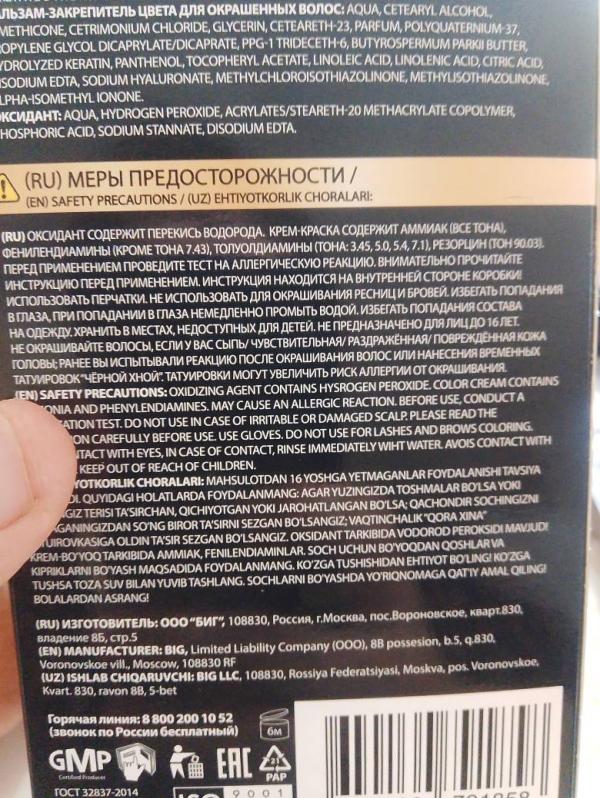 АЛЬЗАМ-ЗАКРЕПИТЕЛЬ ЦВЕТА ДЛЯ ОКРАШЕННЫХ ВОЛОС: AQUA, CETEARYL ALCOHOL,
METHICONE, CETRIMONIUM CHLORIDE, GLYCERIN, CETETH-23, PARFUM, POLYQUATERNIUM-37,
ROPYLENE GLYCOL DICAPRYLATE/DICAPRATE, PPG-1 TRIDECETH-6, BUTYROSPERMUM PARKII BUTTER,
YDROLYZED KERATIN, PANTHENOL, TOCOPHERYL ACETATE, LINOLEIC ACID, LINOLENIC ACID, CITRIC ACID,
ISODIUM EDTA, SODIUM HYALURONATE, METHYLCHLOROISOTHIAZOLINONE, METHYLISOTHIAZOLINONE,
LPHA-ISOMETHYL IONONE.
КСИДАНТ: AQUA, HYDROGEN PEROXIDE, ACRYLATES/STEARETH-20 METHACRYLATE COPOLYMER,
HOSPHORIC ACID, SODIUM STANNATE, DISODIUM EDTA.
(RU) МЕРЫ ПРЕДОСТОРОЖНОСТИ /
(EN) SAFETY PRECAUTIONS / (UZ) EHTIYOTKORLIK CHORALARI:
(RU) ОКСИДАНТ СОДЕРЖИТ ПЕРЕКИСЬ ВОДОРОДА. КРЕМ-КРАСКА СОДЕРЖИТ АММИАК (ВСЕ ТОНА),
ФЕНИЛЕНДИАМИНЫ (КРОМЕ ТОНА 7.43), ТОЛУОЛДИАМИНЫ (ТОНА: 3.45, 5.0, 5.4, 7.1), РЕЗОРЦИН (ТОН 90.03).
ПЕРЕД ПРИМЕНЕНИЕМ ПРОВЕДИТЕ ТЕСТ НА АЛЛЕРГИЧЕСКУЮ РЕАКЦИЮ. ВНИМАТЕЛЬНО ПРОЧИТАЙТЕ
ИНСТРУКЦИЮ ПЕРЕД ПРИМЕНЕНИЕМ. ИНСТРУКЦИЯ НАХОДИТСЯ НА ВНУТРЕННЕЙ СТОРОНЕ КОРОБКИ!
ИСПОЛЬЗОВАТЬ ПЕРЧАТКИ. НЕ ИСПОЛЬЗОВАТЬ ДЛЯ ОКРАШИВАНИЯ РЕСНИЦ И БРОВЕЙ. ИЗБЕГАТЬ ПОПАДАНИЯ
В ГЛАЗА, ПРИ ПОПАДАНИИ В ГЛАЗА НЕМЕДЛЕННО ПРОМЫТЬ ВОДОЙ. ИЗБЕГАТЬ ПОПАДАНИЯ СОСТАВА
НА ОДЕЖДУ. ХРАНИТЬ В МЕСТАХ, НЕДОСТУПНЫХ ДЛЯ ДЕТЕЙ. НЕ ПРЕДНАЗНАЧЕНО ДЛЯ ЛИЦ ДО 16 ЛЕТ.
НЕ ОКРАШИВАЙТЕ ВОЛОСЫ, ЕСЛИ У ВАС СЫПЬ/ ЧУВСТВИТЕЛЬНАЯ/ РАЗДРАЖЁННАЯ/ ПОВРЕЖДЁННАЯ КОЖА
ГОЛОВЫ; РАНЕЕ ВЫ ИСПЫТЫВАЛИ РЕАКЦИЮ ПОСЛЕ ОКРАШИВАНИЯ ВОЛОС ИЛИ НАНЕСЕНИЯ ВРЕМЕННЫХ
ТАТУИРОВОК "ЧЁРНОЙ ХНОЙ". ТАТУИРОВКИ МОГУТ УВЕЛИЧИТЬ РИСК АЛЛЕРГИИ ОТ ОКРАШИВАНИЯ.
(EN) SAFETY PRECAUTIONS: OXIDIZING AGENT CONTAINS HYSROGEN PEROXIDE. COLOR CREAM CONTAINS
ONIA AND PHENYLENDIAMINES. MAY CAUSE AN ALLERGIC REACTION. BEFORE USE, CONDUCT A
ATION TEST. DO NOT USE IN CASE OF IRRITABLE OR DAMAGED SCALP. PLEASE READ THE
ON CAREFULLY BEFORE USE. USE GLOVES. DO NOT USE FOR LASHES AND BROWS COLORING.
TACT WITH EYES, IN CASE OF CONTACT, RINSE IMMEDIATELY WIHT WATER. AVOIS CONTACT WITH
KEEP OUT OF REACH OF CHILDREN.
IYOTKORLIK CHORALARI: MAHSULOTDAN 16 YOSHGA YETMAGANLAR FOYDALANISHI TAVSIYA
DI. QUYIDAGI HOLATLARDA FOYDALANMANG: AGAR YUZINGIZDA TOSHMALAR BO'LSA YOKI
GIZ TERISI TA'SIRCHAN, QICHIYOTGAN YOKI JAROHATLANGAN BO'LSA; QACHONDIR SOCHINGIZNI
AGANINGIZDAN SO'NG BIROR TA'SIRNI SEZGAN BO'LSANGIZ; VAQTINCHALIK "QORA XINA"
TUIROVKASIGA OLDIN TA'SIR SEZGAN BO'LSANGIZ. OKSIDANT TARKIBIDA VODOROD PEROKSIDI MAVJUD!
KREM-BO'YOQ TARKIBIDA AMMIAK, FENILENDIAMINLAR. SOCH UCHUN BO'YOQDAN QOSHLAR VA
KIPRIKLARNI BO'YASH MAQSADIDA FOYDALANMANG. KO'ZGA TUSHISHIDAN EHTIYOT BO'LING! KO'ZGA
TUSHSA TOZA SUV BILAN YUVIB TASHLANG. SOCHLARNI BO'YASHDA YO'RIQNOMAGA QAT'IY AMAL QILING!
BOLALARDAN ASRANG!
(RU) ИЗГОТОВИТЕЛЬ: ООО "БИГ", 108830, Россия, г.Москва, пос.Вороновское, кварт.830,
владение 8Б, стр.5
(EN) MANUFACTURER: BIG, Limited Liability Company (OOO), 8B possesion, b.5, q.830,
Voronovskoe vill., Moscow, 108830 RF
(UZ) ISHLAB CHIQARUVCHI: BIG LLC, 108830, Rossiya Federatsiyasi, Moskva, pos. Voronovskoe,
Kvart. 830, ravon 8B, 5-bet
Горячая линия: 8 800 200 10 52
(звонок по России бесплатный)
6м
GMP
Certified Producer
EAC
21
PAP
ГОСТ 32837-2014
ISO 9001